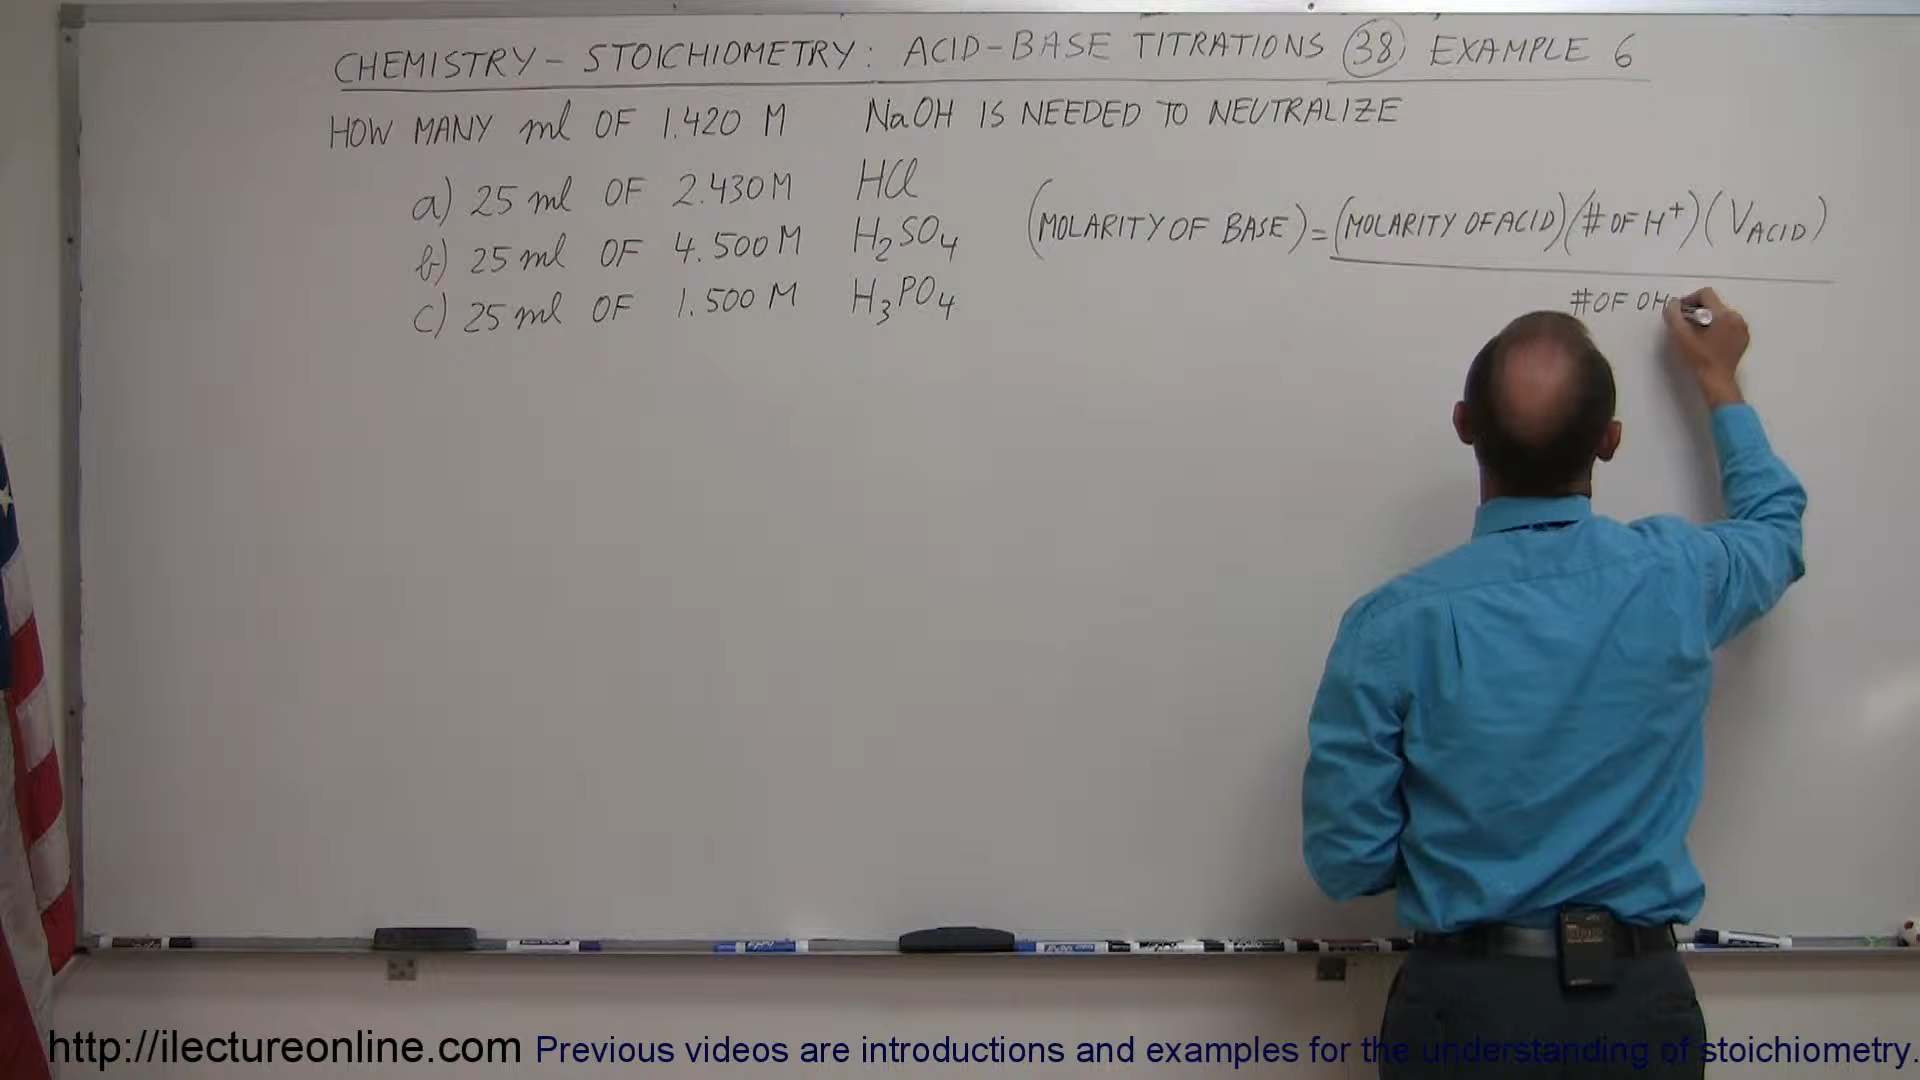 CHEMISTRY - STOICHIOMETRY: ACID-BASE TITRATIONS 38 EXAMPLE 6
HOW MANY ml OF 1.420 M NaOH IS NEEDED TO NEUTRALIZE
a) 25 ml OF 2.430 M HCl
b) 25 ml OF 4.500 M H2SO4
c) 25 ml OF 1.500 M H3PO4
(MOLARITY OF BASE) = (MOLARITY OF ACID)(# OF H+)(VACID)
# OF OH
http://ilectureonline.com Previous videos are introductions and examples for the understanding of stoichiometry.